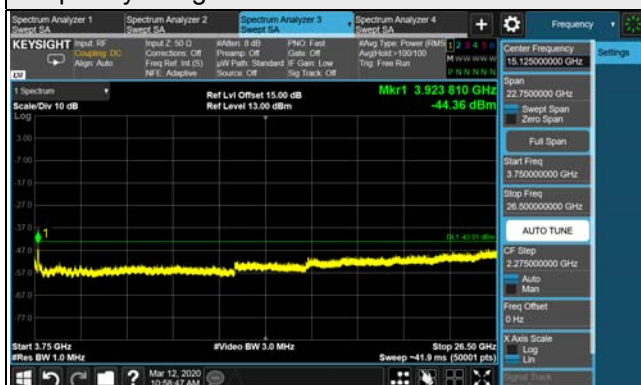 Spectrum Analyzer 1 Swept SA
Spectrum Analyzer 2 Swept SA
Spectrum Analyzer 3 Swept SA
Spectrum Analyzer 4 Swept SA
+
Frequency
KEYSIGHT
Input: RF
Coupling: DC
Align: Auto
Input Z: 50 Ω
Corrections: Off
Freq Ref: Int (S)
NFE: Adaptive
#Atten: 8 dB
Preamp: Off
µW Path: Standard
Source: Off
PNO: Fast
Gate: Off
IF Gain: Low
Sig Track: Off
#Avg Type: Power (RMS
Avg|Hold:>100/100
Trig: Free Run
1 2 3 4 5 6
M W W W W W
P N N N N N
LXI
1 Spectrum
Scale/Div 10 dB
Log
Ref Lvl Offset 15.00 dB
Ref Level 13.00 dBm
Mkr1 3.923 810 GHz
-44.36 dBm
3.00
-7.00
-17.0
-27.0
-37.0
-47.0
-57.0
-67.0
-77.0
1
Start 3.75 GHz
#Res BW 1.0 MHz
#Video BW 3.0 MHz
Stop 26.50 GHz
Sweep ~41.9 ms (50001 pts)
Mar 12, 2020
10:58:47 AM
Center Frequency
15.125000000 GHz
Settings
Span
22.7500000 GHz
Swept Span
Zero Span
Full Span
Start Freq
3.750000000 GHz
Stop Freq
26.500000000 GHz
AUTO TUNE
CF Step
2.275000000 GHz
Auto
Man
Freq Offset
0 Hz
X Axis Scale
Log
Lin
Signal Track